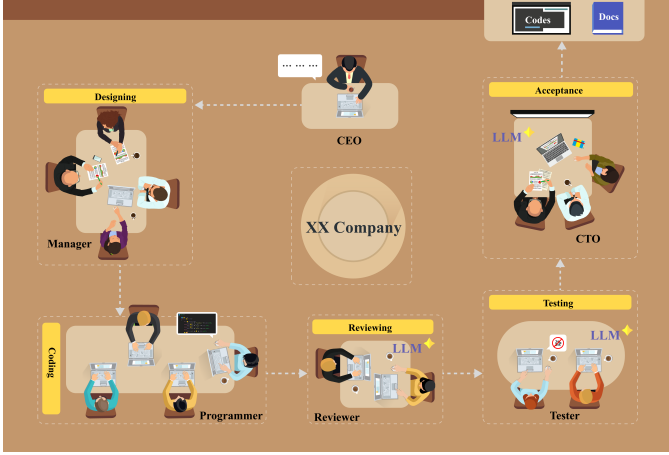 Codes
Docs
... ... ...
CEO
Designing
Manager
Acceptance
LLM
CTO
XX Company
Coding
Programmer
Reviewing
LLM
Reviewer
Testing
LLM
Tester